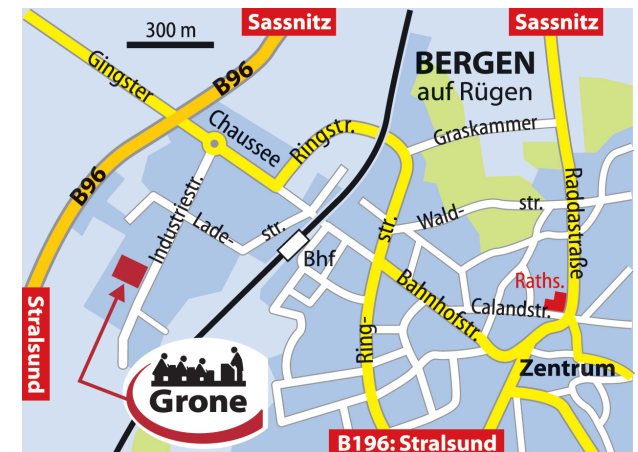 Sassnitz
Sassnitz
300 m
BERGEN
auf Rügen
Gingster
B96
Chaussee
Ringstr.
Graskammer
B96
Industriestr.
Lade-
str.
Wald-
str.
str.
Raddastraße
Bhf
Raths.
Bahnhofstr.
Calandstr.
Stralsund
Ring-
Zentrum
Grone
B196: Stralsund